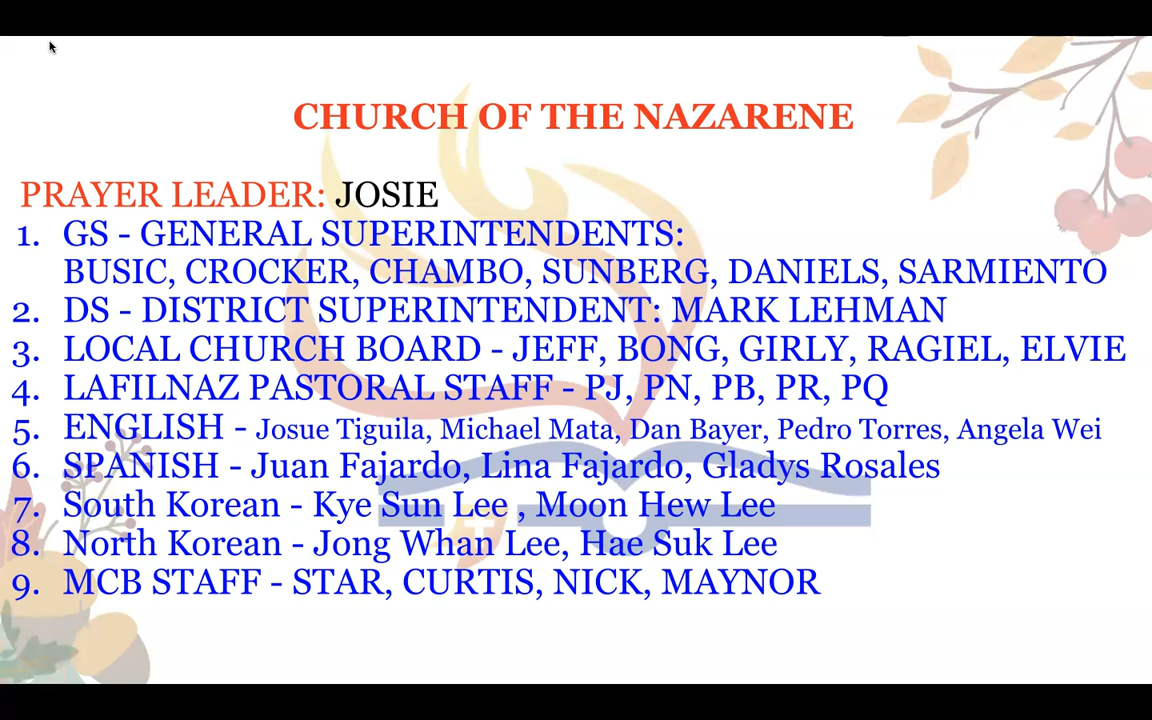 CHURCH OF THE NAZARENE
PRAYER LEADER: JOSIE
1. GS - GENERAL SUPERINTENDENTS:
BUSIC, CROCKER, CHAMBO, SUNBERG, DANIELS, SARMIENTO
2. DS - DISTRICT SUPERINTENDENT: MARK LEHMAN
3. LOCAL CHURCH BOARD - JEFF, BONG, GIRLY, RAGIEL, ELVIE
4. LAFILNAZ PASTORAL STAFF - PJ, PN, PB, PR, PQ
5. ENGLISH - Josue Tiguila, Michael Mata, Dan Bayer, Pedro Torres, Angela Wei
6. SPANISH - Juan Fajardo, Lina Fajardo, Gladys Rosales
7. South Korean - Kye Sun Lee , Moon Hew Lee
8. North Korean - Jong Whan Lee, Hae Suk Lee
9. MCB STAFF - STAR, CURTIS, NICK, MAYNOR